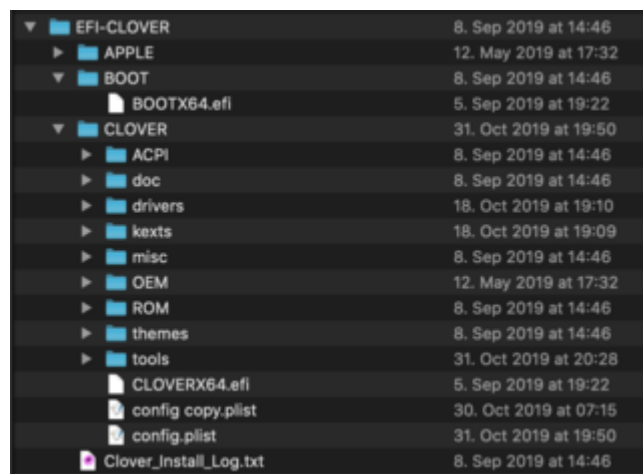 EFI-CLOVER 8. Sep 2019 at 14:46
APPLE 12. May 2019 at 17:32
BOOT 8. Sep 2019 at 14:46
BOOTX64.efi 5. Sep 2019 at 19:22
CLOVER 31. Oct 2019 at 19:50
ACPI 8. Sep 2019 at 14:46
doc 8. Sep 2019 at 14:46
drivers 18. Oct 2019 at 19:10
kexts 18. Oct 2019 at 19:09
misc 8. Sep 2019 at 14:46
OEM 12. May 2019 at 17:32
ROM 8. Sep 2019 at 14:46
themes 8. Sep 2019 at 14:46
tools 31. Oct 2019 at 20:28
CLOVERX64.efi 5. Sep 2019 at 19:22
config copy.plist 30. Oct 2019 at 07:15
config.plist 31. Oct 2019 at 19:50
Clover_Install_Log.txt 8. Sep 2019 at 14:46